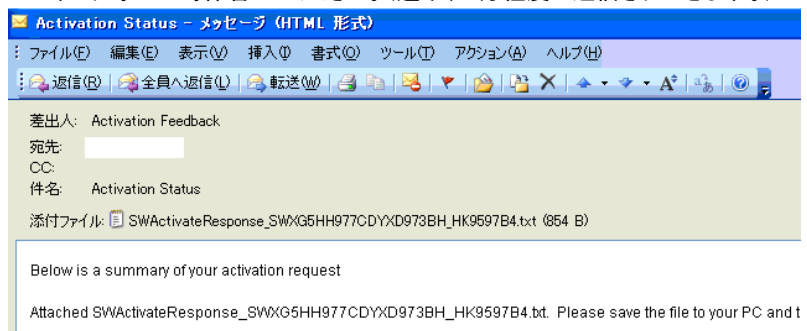 Activation Status - メッセージ (HTML 形式)
ファイル(F) 編集(E) 表示(V) 挿入(I) 書式(O) ツール(T) アクション(A) ヘルプ(H)
返信(R) 全員へ返信(L) 転送(W)
差出人: Activation Feedback
宛先:
CC:
件名: Activation Status
添付ファイル: SWActivateResponse_SWXG5HH977CDYXD973BH_HK9597B4.txt (854 B)
Below is a summary of your activation request
Attached SWActivateResponse_SWXG5HH977CDYXD973BH_HK9597B4.txt. Please save the file to your PC and t